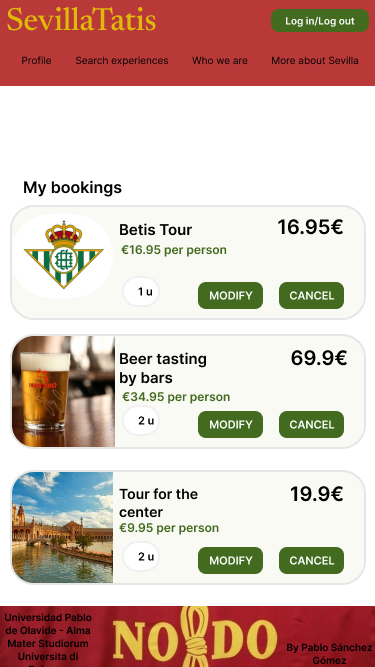 SevillaTatis
Log in/Log out
Profile
Search experiences
Who we are
More about Sevilla
My bookings
Betis Tour
16.95€
€16.95 per person
1 u
MODIFY
CANCEL
Beer tasting
by bars
69.9€
€34.95 per person
2 u
MODIFY
CANCEL
Tour for the
center
19.9€
€9.95 per person
2 u
MODIFY
CANCEL
Universidad Pablo
de Olavide - Alma
Mater Studiorum
Universita di
NO DO
By Pablo Sánchez
Gómez